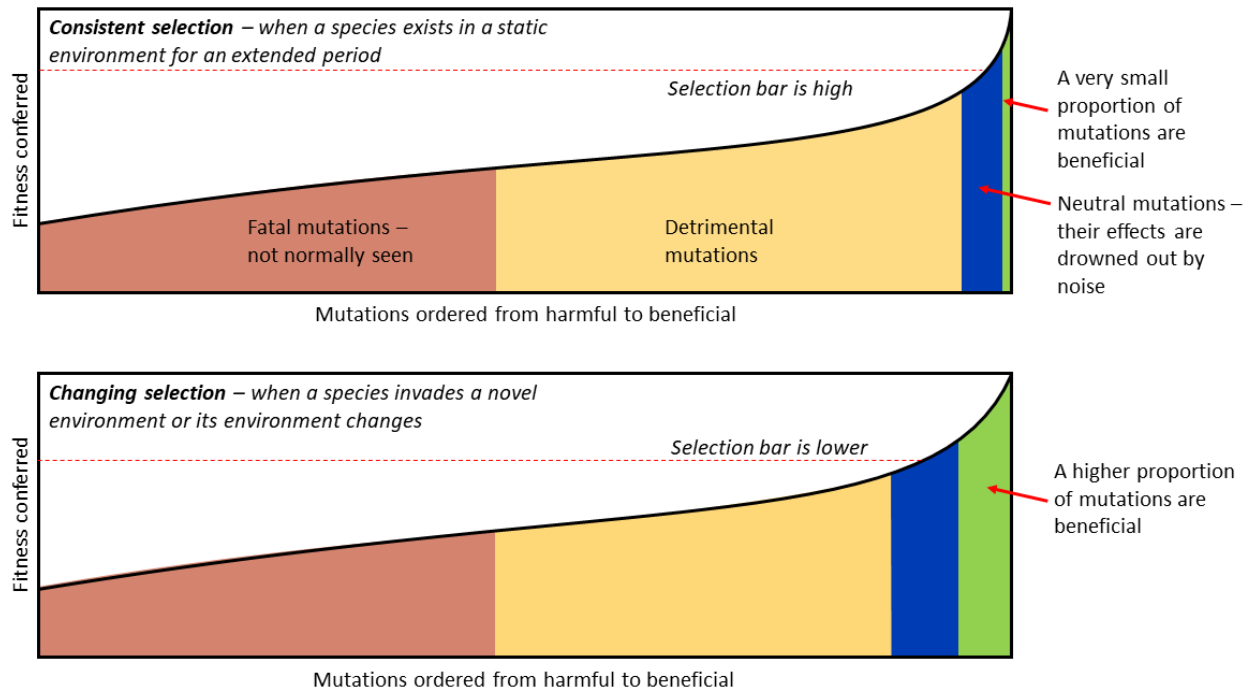 Consistent selection – when a species exists in a static
environment for an extended period
Selection bar is high
Fitness conferred
Fatal mutations –
not normally seen
Detrimental
mutations
A very small
proportion of
mutations are
beneficial
Neutral mutations –
their effects are
drowned out by
noise
Mutations ordered from harmful to beneficial
Changing selection – when a species invades a novel
environment or its environment changes
Selection bar is lower
Fitness conferred
A higher proportion
of mutations are
beneficial
Mutations ordered from harmful to beneficial